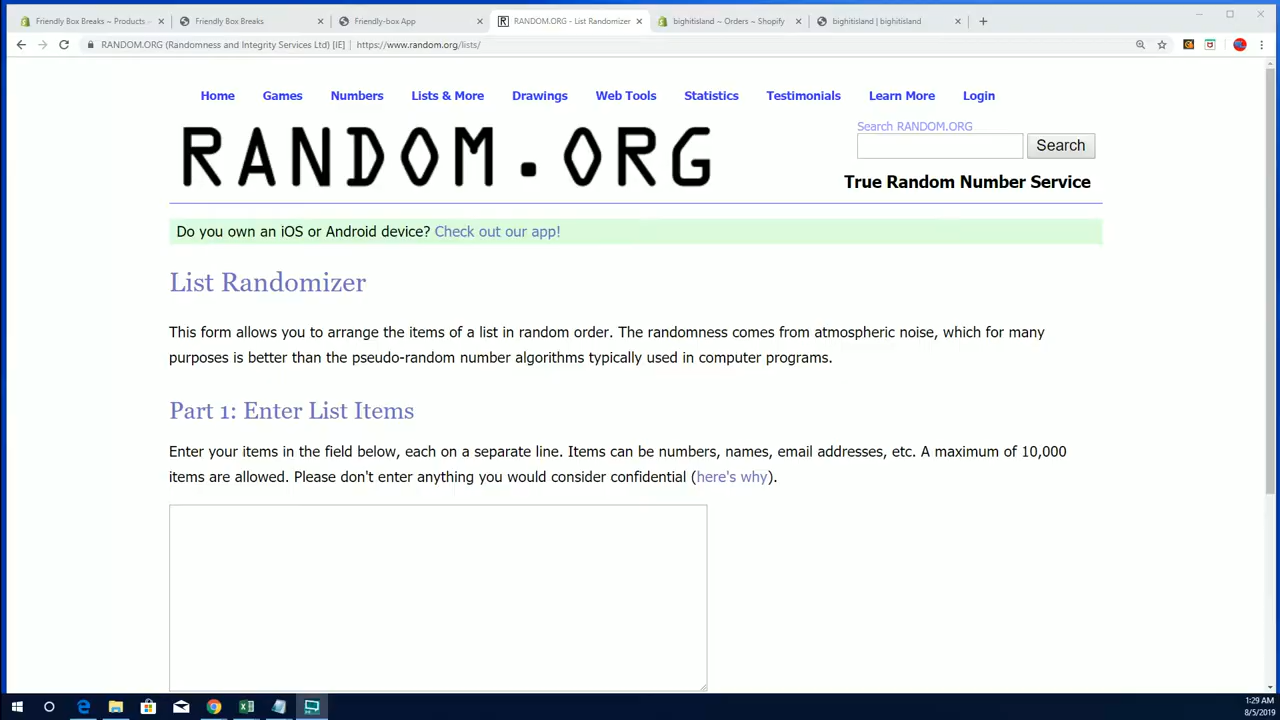 Friendly Box Breaks ~ Products ~
Friendly Box Breaks
Friendly-box App
RANDOM.ORG - List Randomizer
bighitisland ~ Orders ~ Shopify
bighitisland | bighitisland
RANDOM.ORG (Randomness and Integrity Services Ltd) [IE] | https://www.random.org/lists/
Home Games Numbers Lists & More Drawings Web Tools Statistics Testimonials Learn More Login
RANDOM.ORG
Search RANDOM.ORG
Search
True Random Number Service
Do you own an iOS or Android device? Check out our app!
List Randomizer
This form allows you to arrange the items of a list in random order. The randomness comes from atmospheric noise, which for many
purposes is better than the pseudo-random number algorithms typically used in computer programs.
Part 1: Enter List Items
Enter your items in the field below, each on a separate line. Items can be numbers, names, email addresses, etc. A maximum of 10,000
items are allowed. Please don't enter anything you would consider confidential (here's why).
1:29 AM
8/5/2019